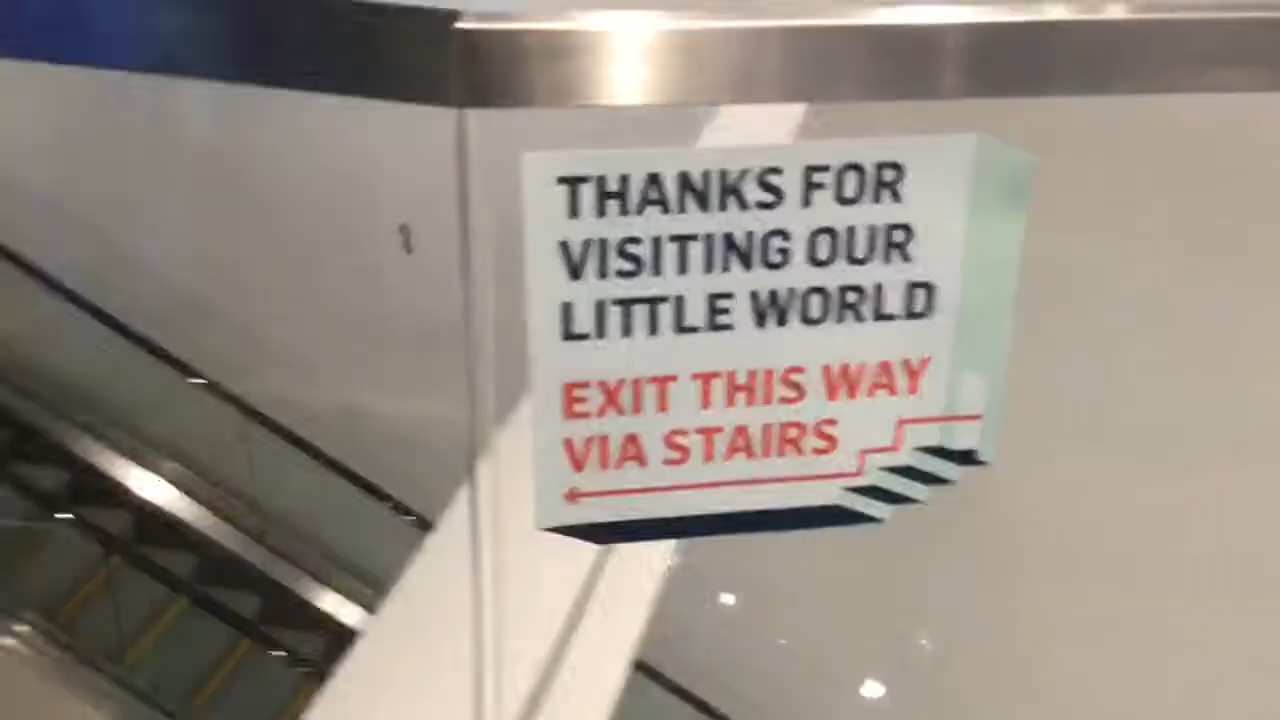 THANKS FOR
VISITING OUR
LITTLE WORLD
EXIT THIS WAY
VIA STAIRS